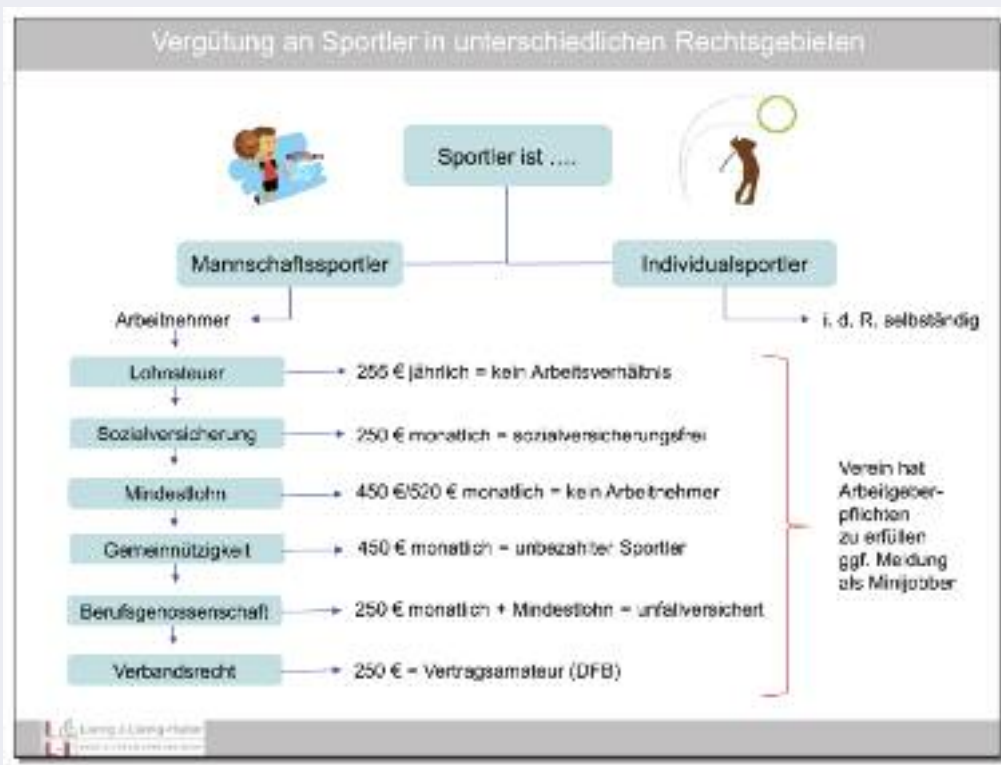 Vergütung an Sportler in unterschiedlichen Rechtsgebieten
Sportler ist ....
Mannschaftssportler
Individualsportler
Arbeitnehmer
i. d. R. selbständig
Lohnsteuer
256 € jährlich = kein Arbeitsverhältnis
Sozialversicherung
250 € monatlich = sozialversicherungsfrei
Mindestlohn
450 €/520 € monatlich = kein Arbeitnehmer
Gemeinnützigkeit
450 € monatlich = unbezahlter Sportler
Berufsgenossenschaft
250 € monatlich + Mindestlohn = unfallversichert
Verbandsrecht
250 € = Vertragsamateur (DFB)
Verein hat
Arbeitgeber-
pflichten
zu erfüllen
ggf. Meldung
als Minijobber